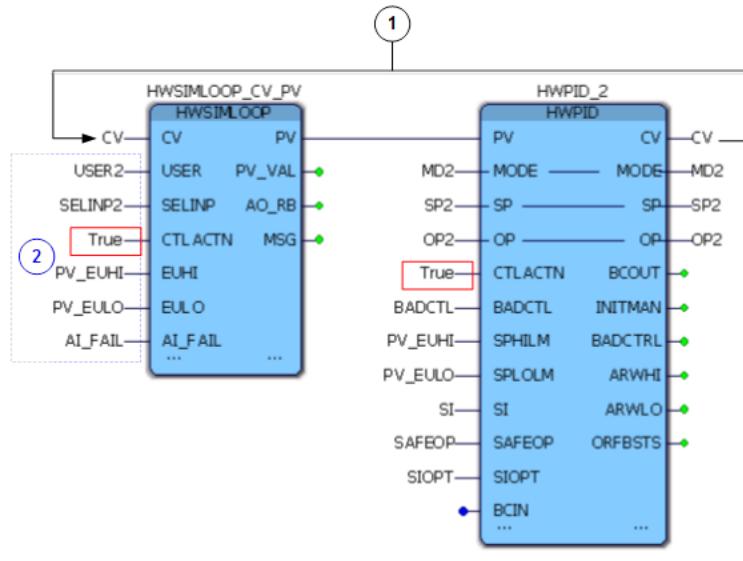 1
HWSIMLOOP_CV_PV
HWSIMLOOP
CV CV PV
USER2 USER PV_VAL
SELINP2 SELINP AO_RB
True CTLACTN MSG
2
PV_EUHI EUHI
PV_EULO EULO
AI_FAIL AI_FAIL
... ...
HWPID_2
HWPID
PV CV CV
MD2 MODE MODE MD2
SP2 SP SP SP2
OP2 OP OP OP2
True CTLACTN BCOUT
BADCTL BADCTL INITMAN
PV_EUHI SPHILM BADCTRL
PV_EULO SPLOLM ARWHI
SI SI ARWLO
SAFEOP SAFEOP ORFBSTS
SIOPT SIOPT
BCIN
... ...